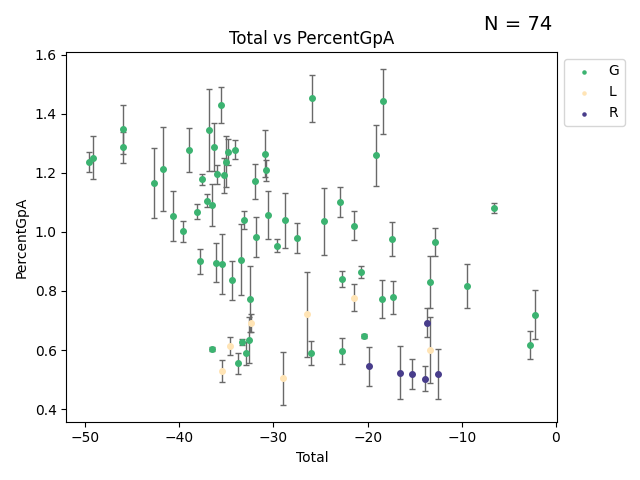 N = 74
Total vs PercentGpA
G
L
R
PercentGpA
1.6
1.4
1.2
1.0
0.8
0.6
0.4
−50 −40 −30 −20 −10 0
Total